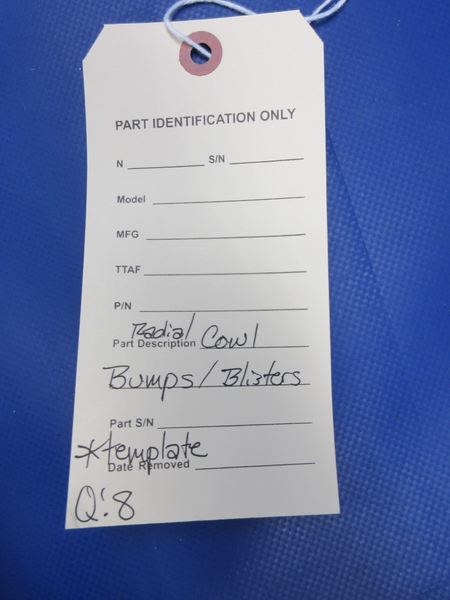 PART IDENTIFICATION ONLY
N S/N
Model
MFG
TTAF
P/N
Part Description Radial Cowl
Bumps/Blisters
Part S/N
*template
Date Removed
Q:8